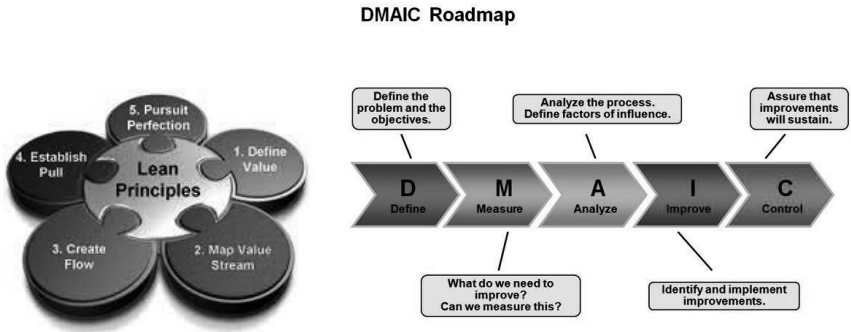 DMAIC Roadmap
5. Pursuit
Perfection
4. Establish
Pull
1. Define
Value
Lean
Principles
3. Create
Flow
2. Map Value
Stream
Define the
problem and the
objectives.
Analyze the process.
Define factors of influence.
Assure that
improvements
will sustain.
D
Define
M
Measure
A
Analyze
I
Improve
C
Control
What do we need to
improve?
Can we measure this?
Identify and implement
improvements.